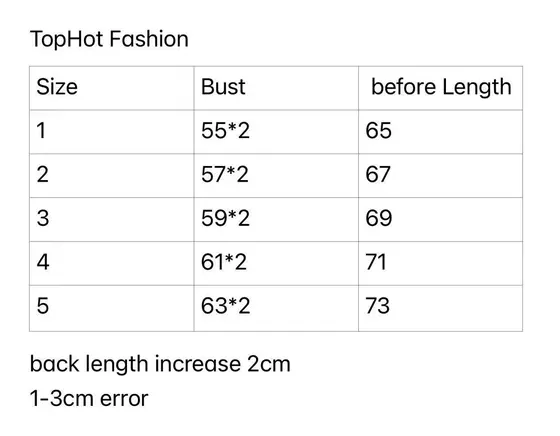 TopHot Fashion
Size Bust before Length
1 55*2 65
2 57*2 67
3 59*2 69
4 61*2 71
5 63*2 73
back length increase 2cm
1-3cm error